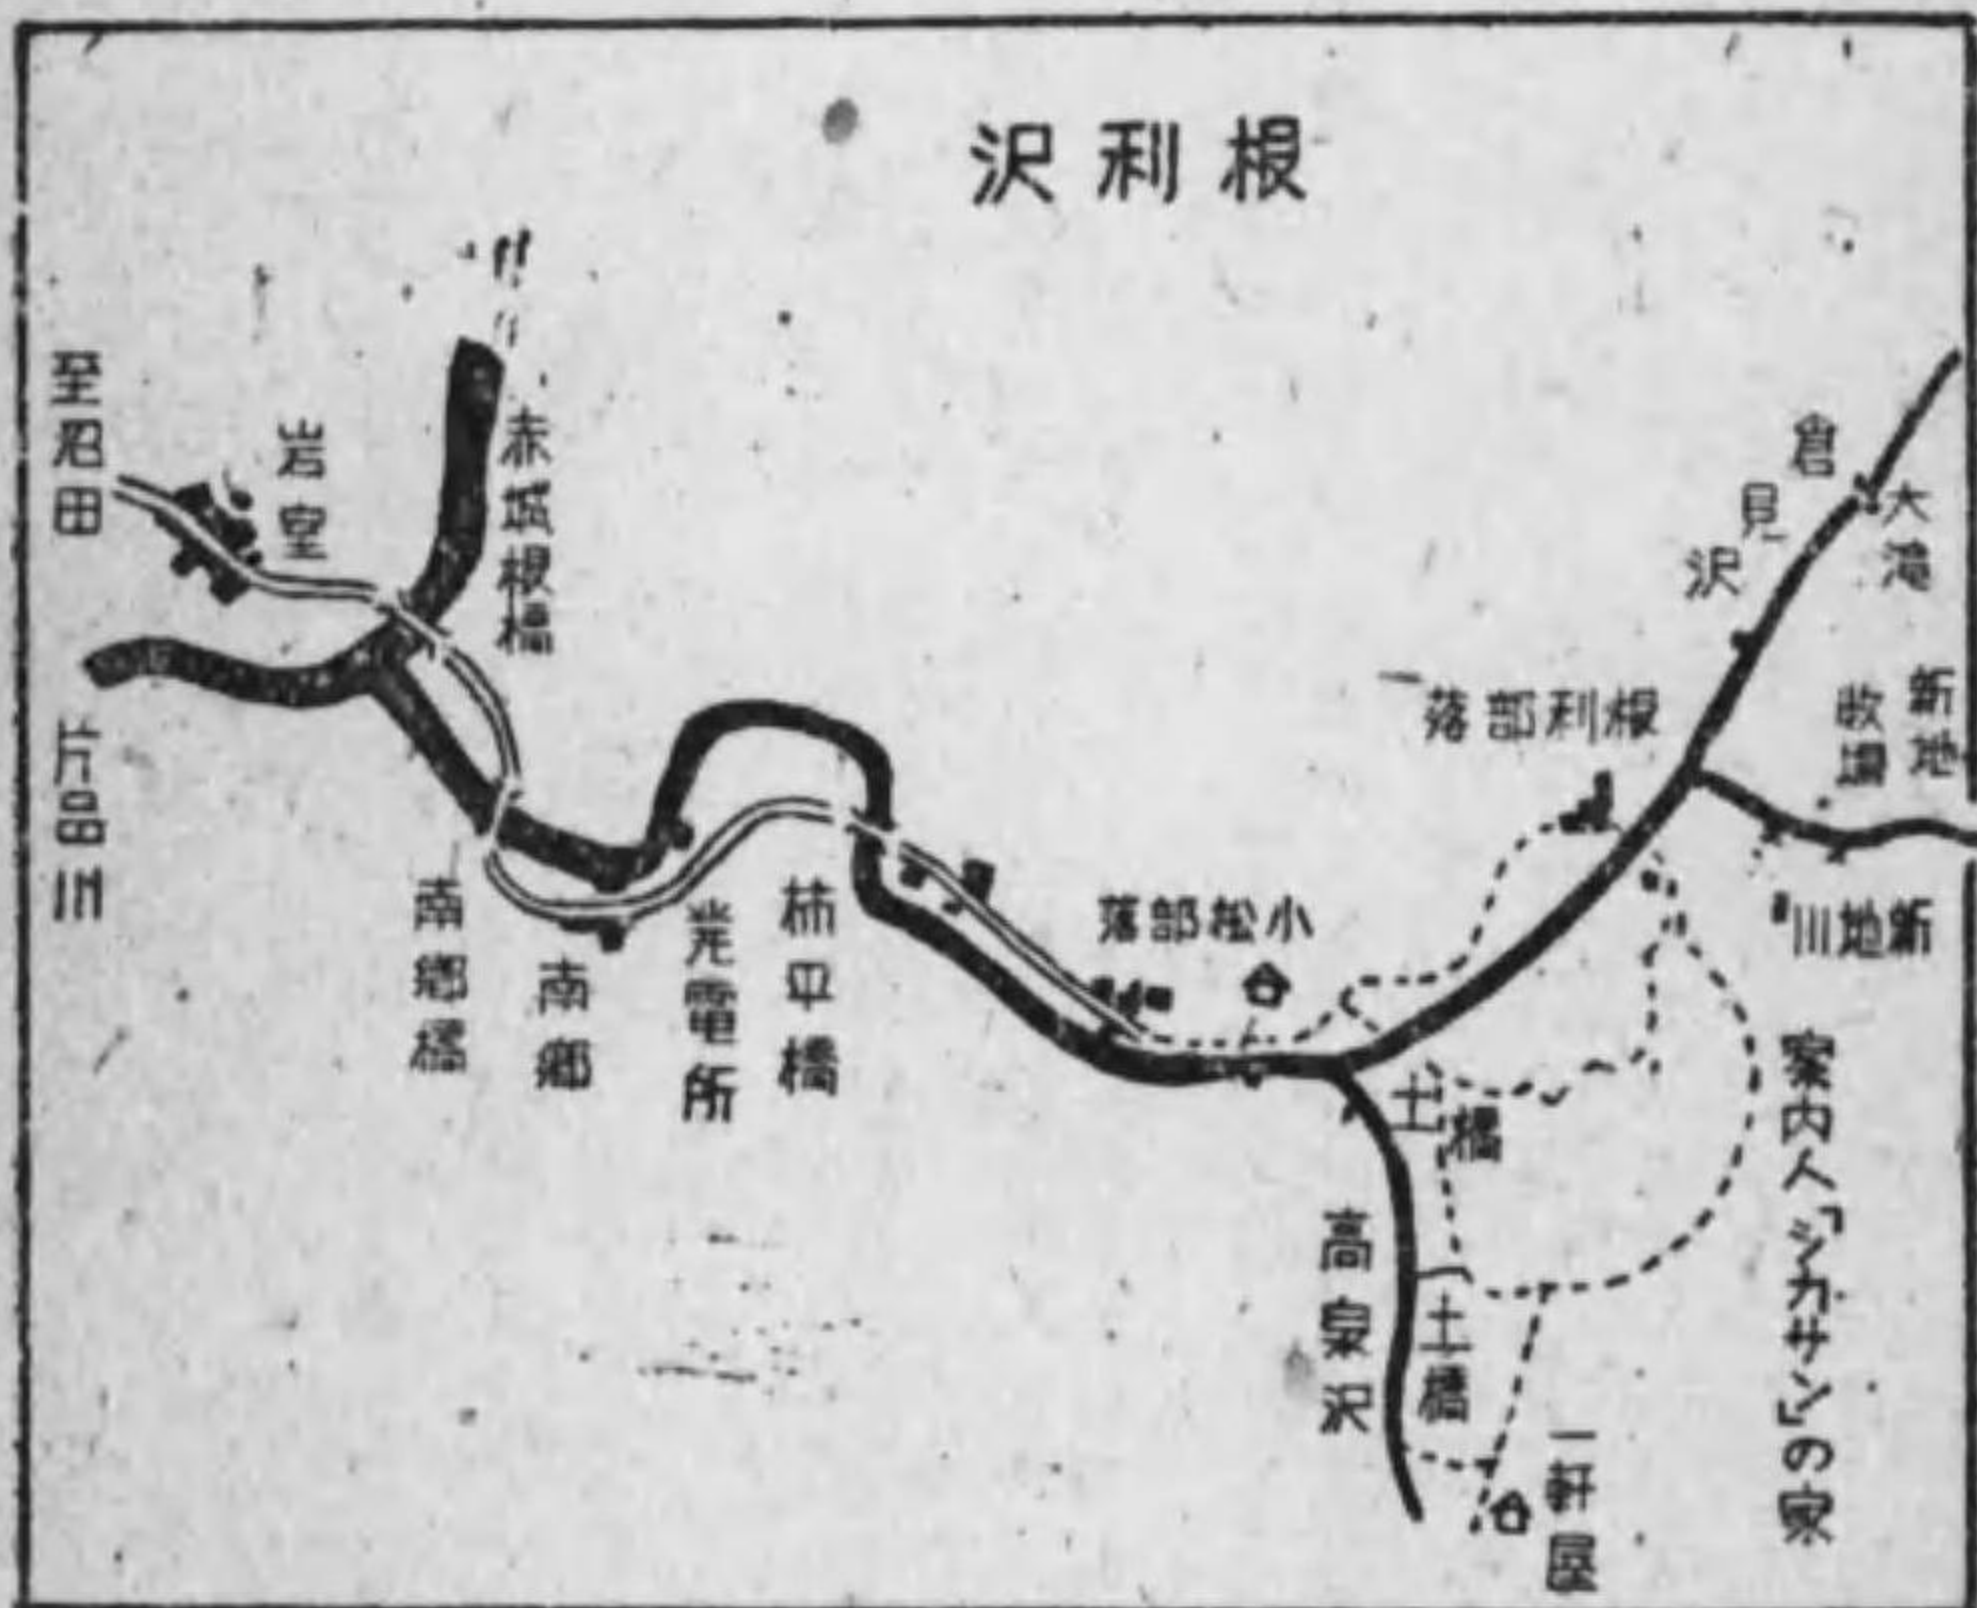 根利沢
至沼田
岩室
赤城根橋
片品川
南郷橋
南郷
発電所
柿平橋
小松部落
根利部落
倉見沢
大滝
新地牧場
新地川
土橋
高泉沢
土橋
一軒屋
案内人「シカサン」の家